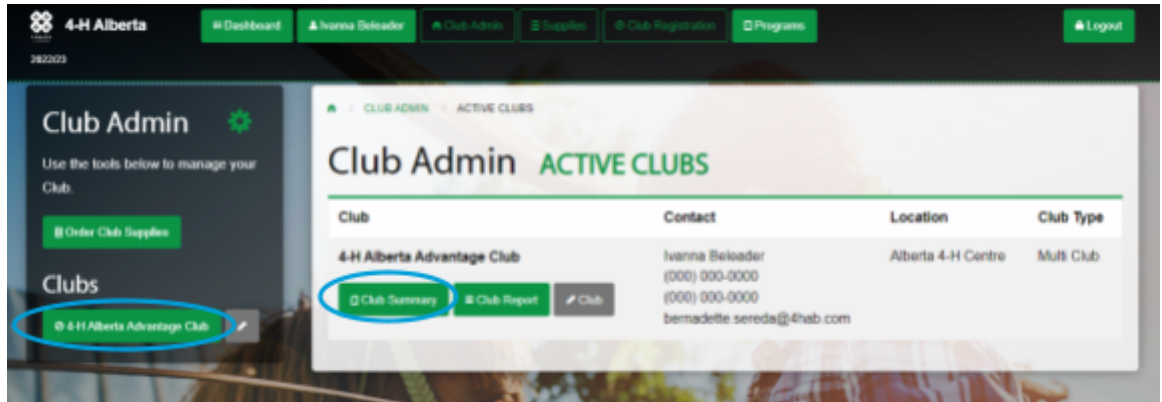 4-H Alberta
Dashboard
Ivanna Beleader
Club Admin
Supplies
Club Registration
Programs
Logout
2022/23
Club Admin
Use the tools below to manage your
Club.
Order Club Supplies
Clubs
4-H Alberta Advantage Club
/ CLUB ADMIN / ACTIVE CLUBS
Club Admin ACTIVE CLUBS
Club Contact Location Club Type
4-H Alberta Advantage Club Ivanna Beleader Alberta 4-H Centre Multi Club
(000) 000-0000
Club Summary Club Report Club (000) 000-0000
bernadette.sereda@4hab.com